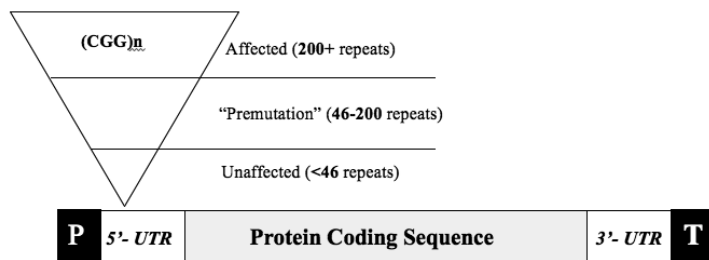 (CGG)n
Affected (200+ repeats)
“Premutation” (46-200 repeats)
Unaffected (<46 repeats)
P 5’- UTR Protein Coding Sequence 3’- UTR T